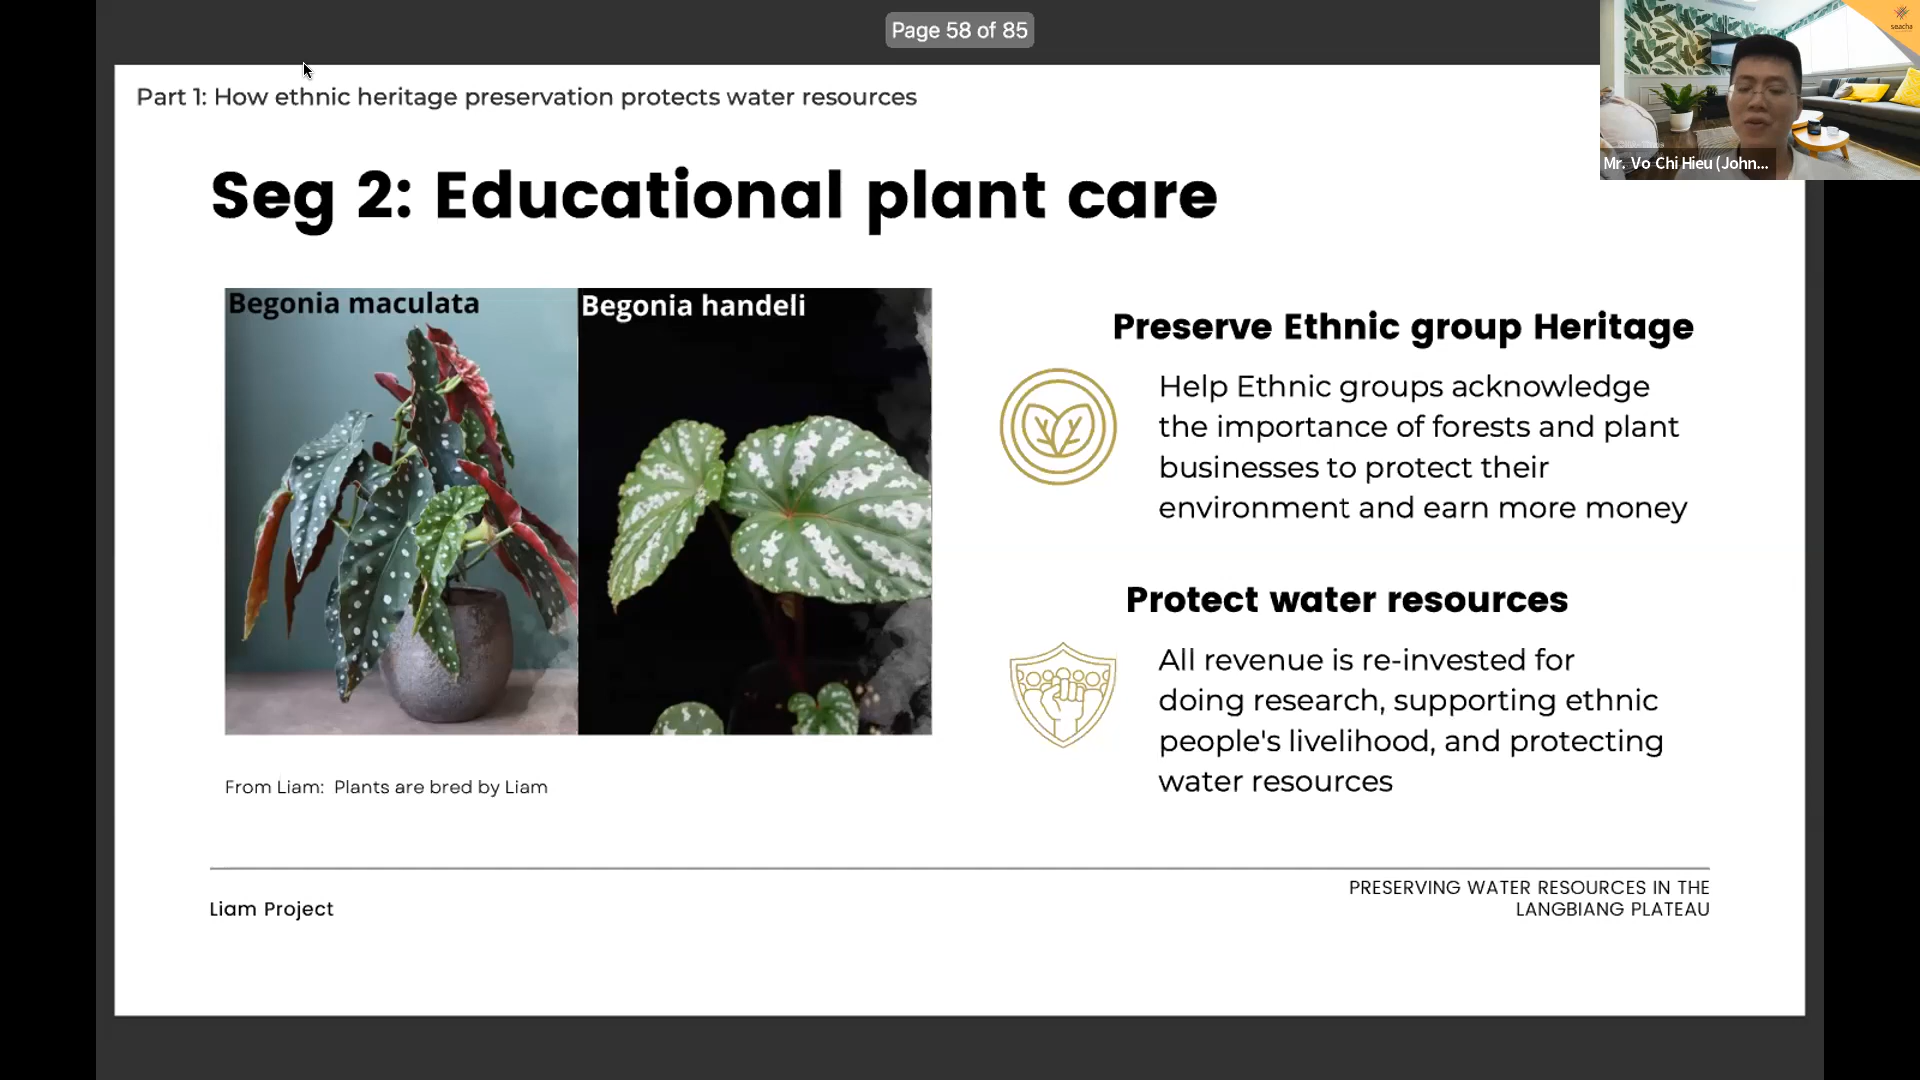 Page 58 of 85
seacha
Part 1: How ethnic heritage preservation protects water resources
Mr. Vo Chi Hieu (John...
Seg 2: Educational plant care
Begonia maculata
Begonia handeli
Preserve Ethnic group Heritage
Help Ethnic groups acknowledge
the importance of forests and plant
businesses to protect their
environment and earn more money
Protect water resources
All revenue is re-invested for
doing research, supporting ethnic
people's livelihood, and protecting
water resources
From Liam: Plants are bred by Liam
Liam Project
PRESERVING WATER RESOURCES IN THE
LANGBIANG PLATEAU